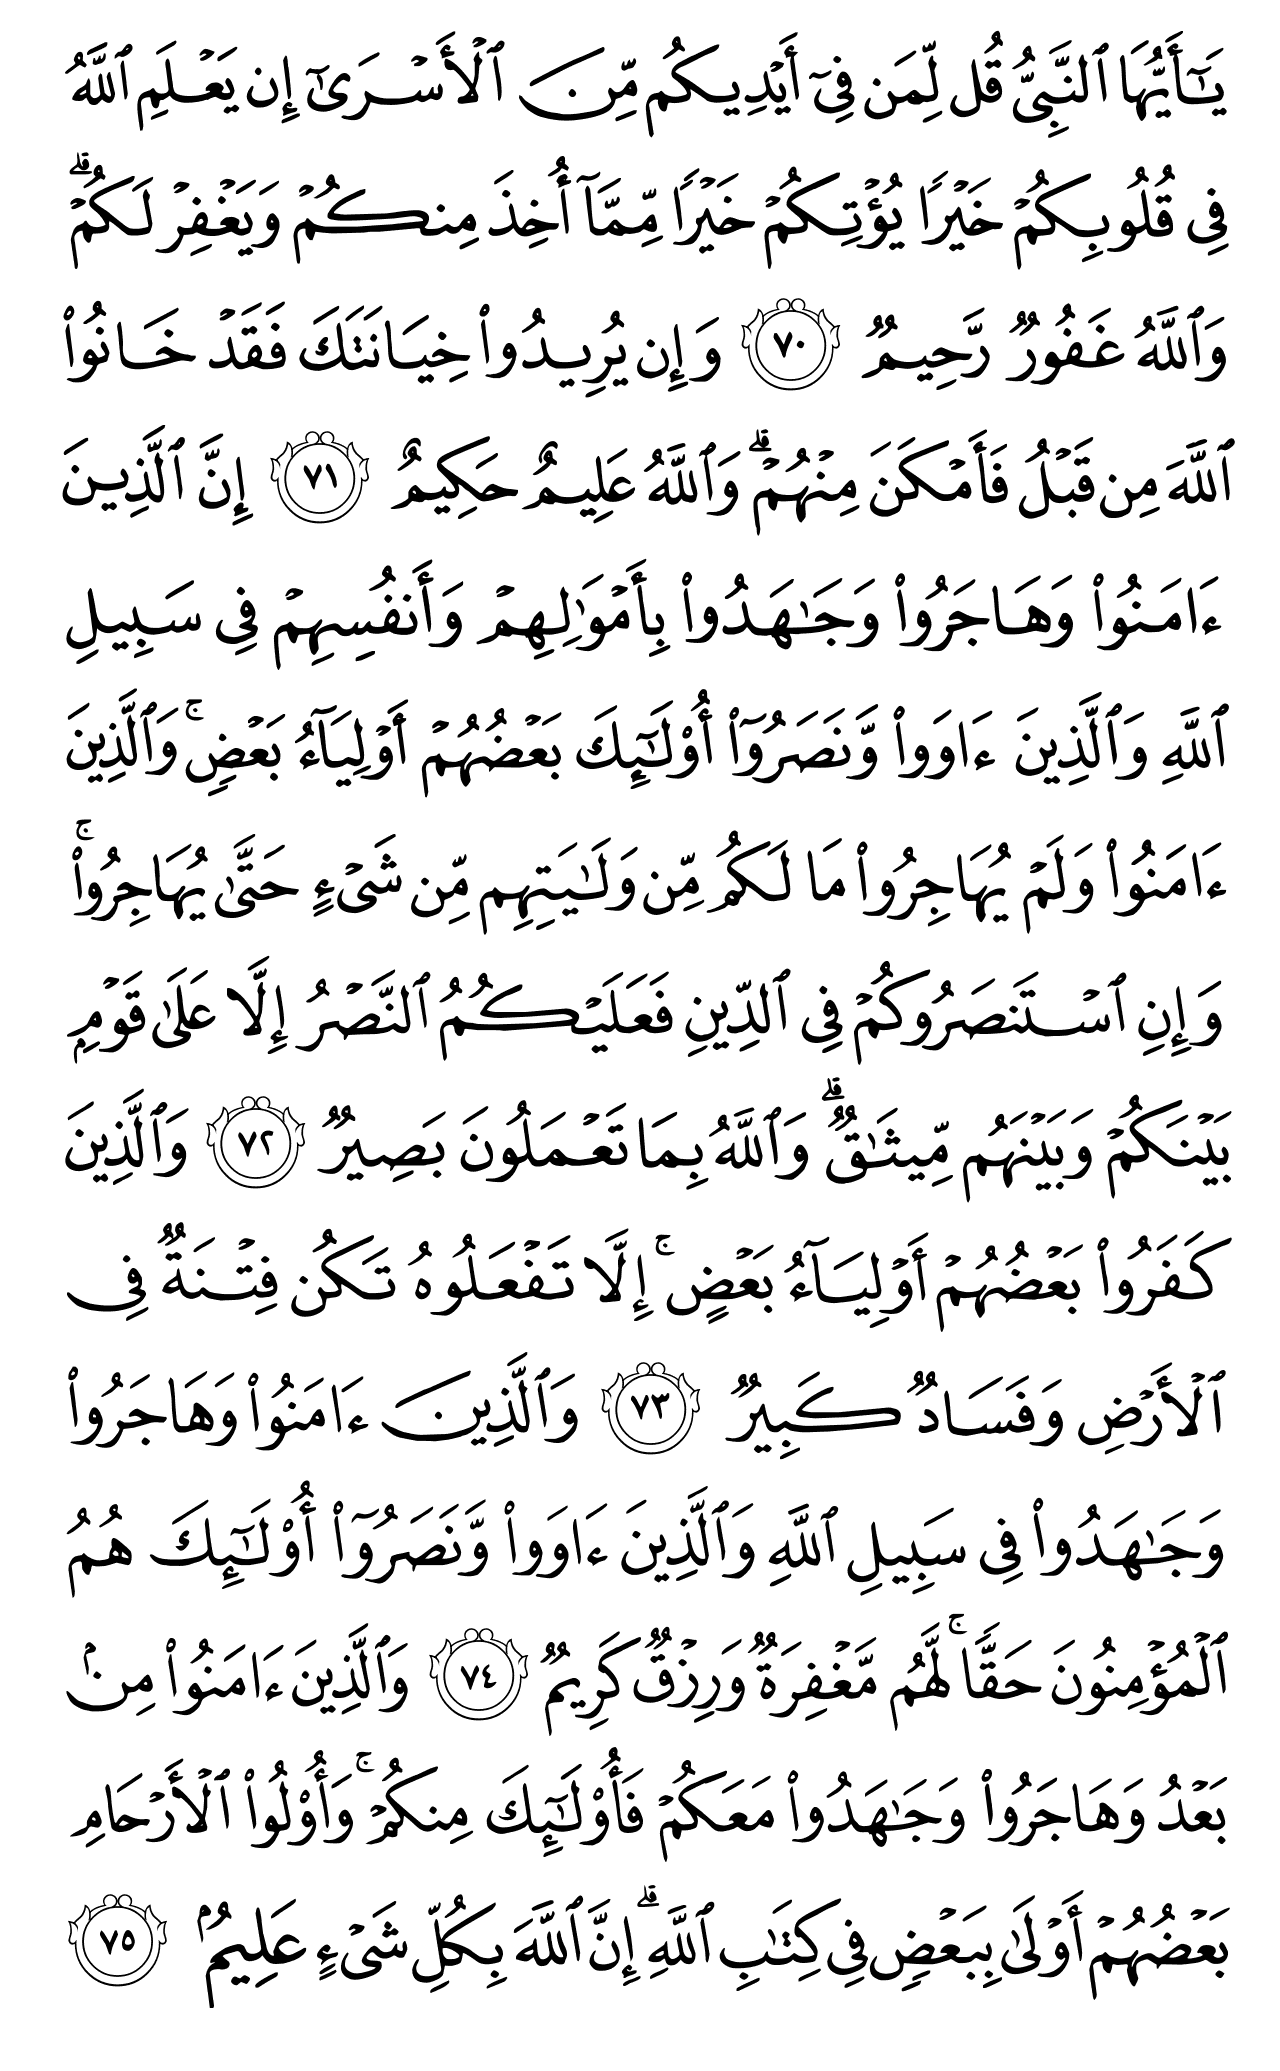 يَـٰٓأَيُّهَا ٱلنَّبِىُّ قُل لِّمَن فِىٓ أَيْدِيكُم مِّنَ ٱلْأَسْرَىٰٓ إِن يَعْلَمِ ٱللَّهُ
فِى قُلُوبِكُمْ خَيْرًا يُؤْتِكُمْ خَيْرًا مِّمَّآ أُخِذَ مِنكُمْ وَيَغْفِرْ لَكُمْ ۗ
وَٱللَّهُ غَفُورٌ رَّحِيمٌ ٧٠ وَإِن يُرِيدُوا۟ خِيَانَتَكَ فَقَدْ خَانُوا۟
ٱللَّهَ مِن قَبْلُ فَأَمْكَنَ مِنْهُمْ ۗ وَٱللَّهُ عَلِيمٌ حَكِيمٌ ٧١ إِنَّ ٱلَّذِينَ
ءَامَنُوا۟ وَهَاجَرُوا۟ وَجَـٰهَدُوا۟ بِأَمْوَٰلِهِمْ وَأَنفُسِهِمْ فِى سَبِيلِ
ٱللَّهِ وَٱلَّذِينَ ءَاوَوا۟ وَّنَصَرُوٓا۟ أُو۟لَـٰٓئِكَ بَعْضُهُمْ أَوْلِيَآءُ بَعْضٍ ۚ وَٱلَّذِينَ
ءَامَنُوا۟ وَلَمْ يُهَاجِرُوا۟ مَا لَكُم مِّن وَلَـٰيَتِهِم مِّن شَىْءٍ حَتَّىٰ يُهَاجِرُوا۟ ۚ
وَإِنِ ٱسْتَنصَرُوكُمْ فِى ٱلدِّينِ فَعَلَيْكُمُ ٱلنَّصْرُ إِلَّا عَلَىٰ قَوْمٍۭ
بَيْنَكُمْ وَبَيْنَهُم مِّيثَـٰقٌ ۗ وَٱللَّهُ بِمَا تَعْمَلُونَ بَصِيرٌ ٧٢ وَٱلَّذِينَ
كَفَرُوا۟ بَعْضُهُمْ أَوْلِيَآءُ بَعْضٍ ۚ إِلَّا تَفْعَلُوهُ تَكُن فِتْنَةٌ فِى
ٱلْأَرْضِ وَفَسَادٌ كَبِيرٌ ٧٣ وَٱلَّذِينَ ءَامَنُوا۟ وَهَاجَرُوا۟
وَجَـٰهَدُوا۟ فِى سَبِيلِ ٱللَّهِ وَٱلَّذِينَ ءَاوَوا۟ وَّنَصَرُوٓا۟ أُو۟لَـٰٓئِكَ هُمُ
ٱلْمُؤْمِنُونَ حَقًّا ۚ لَّهُم مَّغْفِرَةٌ وَرِزْقٌ كَرِيمٌ ٧٤ وَٱلَّذِينَ ءَامَنُوا۟ مِنۢ
بَعْدُ وَهَاجَرُوا۟ وَجَـٰهَدُوا۟ مَعَكُمْ فَأُو۟لَـٰٓئِكَ مِنكُمْ ۚ وَأُو۟لُوا۟ ٱلْأَرْحَامِ
بَعْضُهُمْ أَوْلَىٰ بِبَعْضٍ فِى كِتَـٰبِ ٱللَّهِ ۗ إِنَّ ٱللَّهَ بِكُلِّ شَىْءٍ عَلِيمٌۢ ٧٥